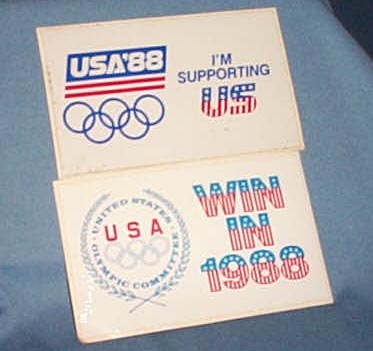 USA'88
I'M
SUPPORTING
US
UNITED STATES
OLYMPIC COMMITTEE
USA
WIN
IN
1988